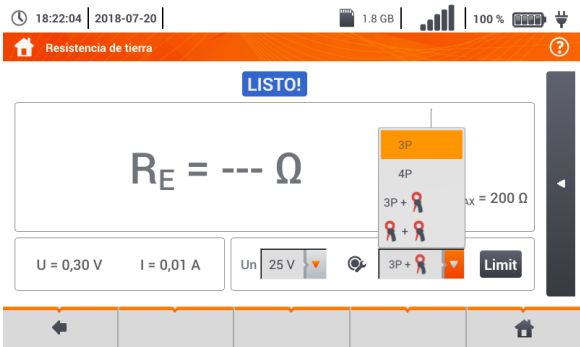 18:22:04 2018-07-20 1.8 GB 100 %
Resistencia de tierra ?
LISTO!
RE = --- Ω
3P
4P
3P +
+
= 200 Ω
U = 0,30 V I = 0,01 A
Un 25 V 3P + Limit